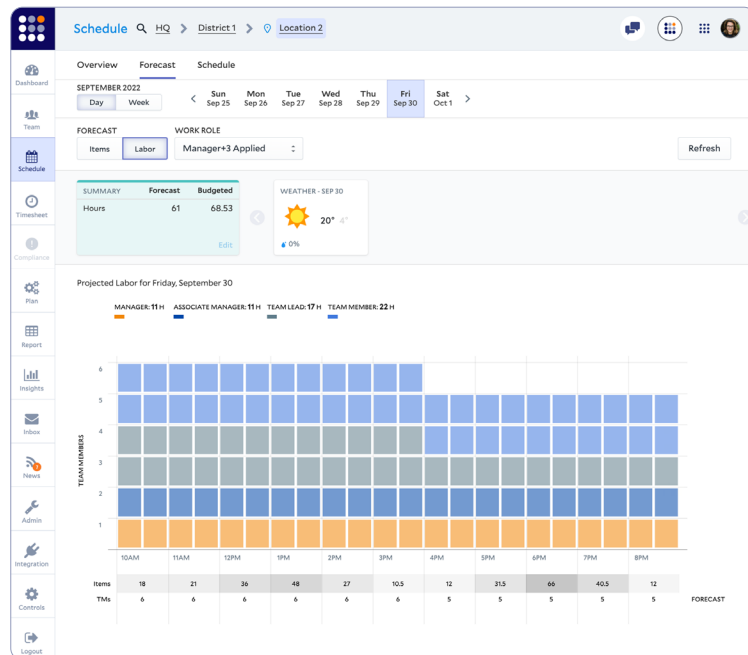 Schedule HQ > District 1 > Location 2
Overview Forecast Schedule
SEPTEMBER 2022
Day Week
Sun Mon Tue Wed Thu Fri Sat
Sep 25 Sep 26 Sep 27 Sep 28 Sep 29 Sep 30 Oct 1
FORECAST WORK ROLE
Items Labor Manager+3 Applied Refresh
SUMMARY Forecast Budgeted
Hours 61 68.53
Edit
WEATHER - SEP 30
20° 4°
0%
Projected Labor for Friday, September 30
MANAGER: 11 H ASSOCIATE MANAGER: 11 H TEAM LEAD: 17 H TEAM MEMBER: 22 H
TEAM MEMBERS
6
5
4
3
2
1
10AM 11AM 12PM 1PM 2PM 3PM 4PM 5PM 6PM 7PM 8PM
Items 18 21 36 48 27 10.5 12 31.5 66 40.5 12
TMs 6 6 6 6 6 6 5 5 5 5 5 FORECAST
Dashboard
Team
Schedule
Timesheet
Compliance
Plan
Report
Insights
Inbox
News
Admin
Integration
Controls
Logout